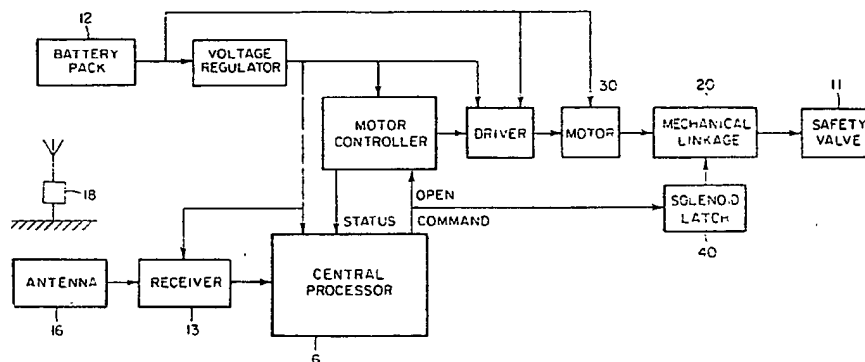 12
BATTERY
PACK
VOLTAGE
REGULATOR
MOTOR
CONTROLLER
DRIVER
30
MOTOR
20
MECHANICAL
LINKAGE
11
SAFETY
VALVE
18
STATUS
OPEN
COMMAND
SOLENOID
LATCH
40
ANTENNA
16
RECEIVER
13
CENTRAL
PROCESSOR
6